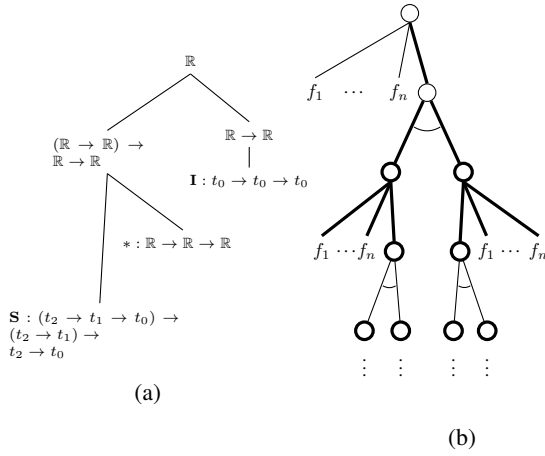 ℝ
(ℝ → ℝ) →
ℝ → ℝ
ℝ → ℝ
I : t₀ → t₀ → t₀
* : ℝ → ℝ → ℝ
S : (t₂ → t₁ → t₀) →
(t₂ → t₁) →
t₂ → t₀
(a)
f₁ ⋯ fₙ
f₁ ⋯ fₙ
f₁ ⋯ fₙ
⋮ ⋮ ⋮ ⋮
(b)